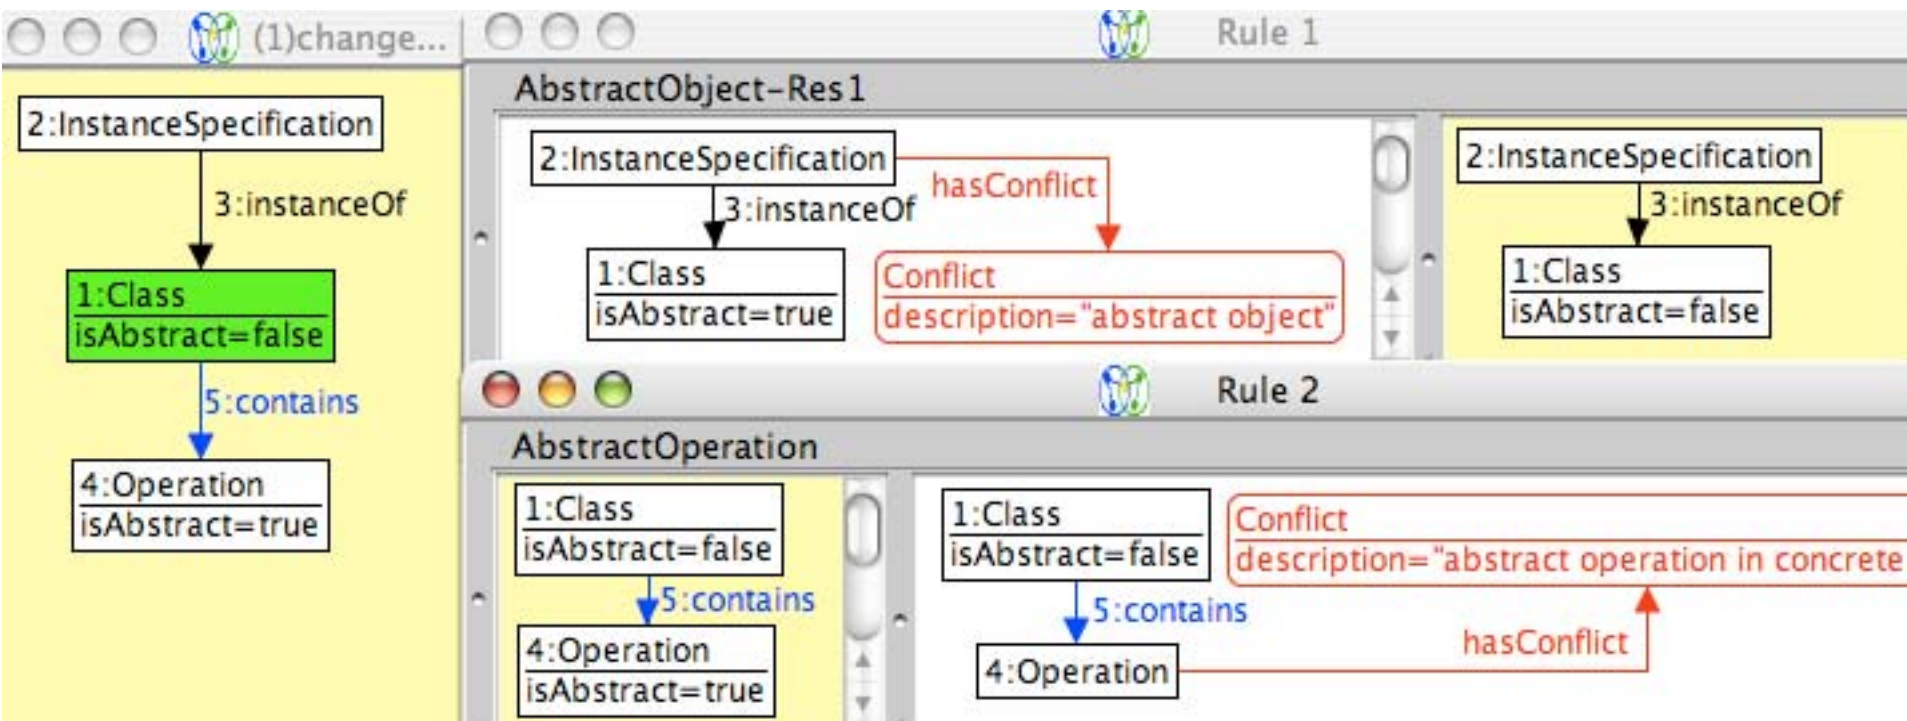 (1)change...
2:InstanceSpecification
3:instanceOf
1:Class
isAbstract=false
5:contains
4:Operation
isAbstract=true
Rule 1
AbstractObject-Res1
2:InstanceSpecification
hasConflict
3:instanceOf
1:Class
isAbstract=true
Conflict
description="abstract object"
2:InstanceSpecification
3:instanceOf
1:Class
isAbstract=false
Rule 2
AbstractOperation
1:Class
isAbstract=false
5:contains
4:Operation
isAbstract=true
1:Class
isAbstract=false
Conflict
description="abstract operation in concrete
5:contains
hasConflict
4:Operation